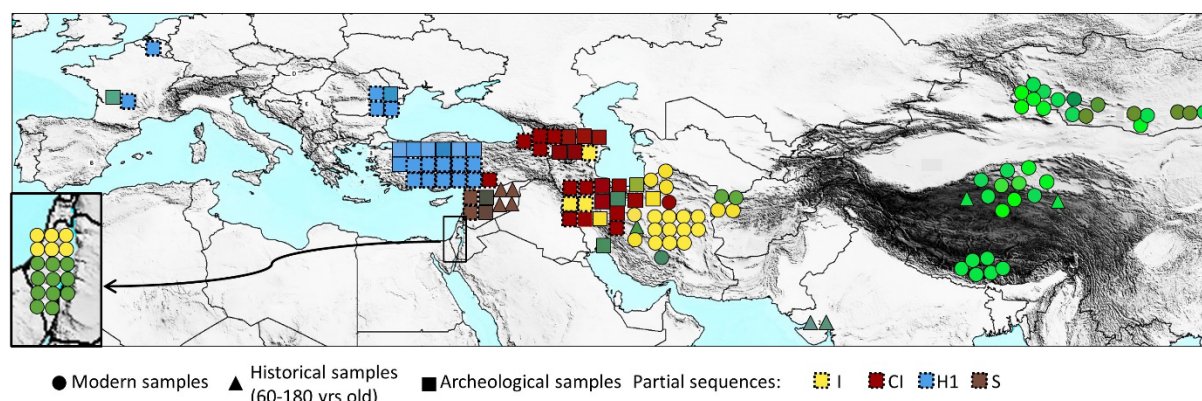 Modern samples
Historical samples
(60-180 yrs old)
Archeological samples
Partial sequences:
I
CI
H1
S